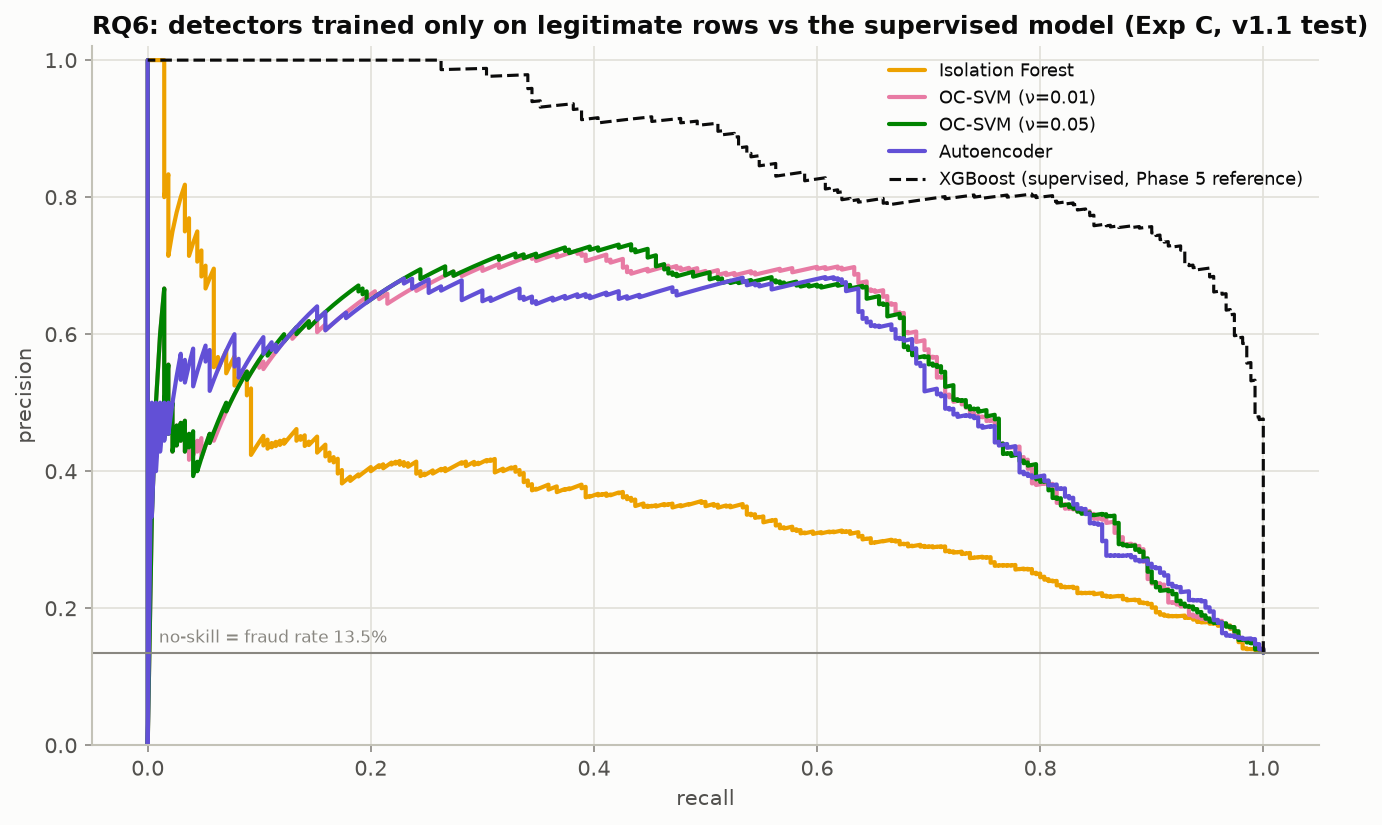 RQ6: detectors trained only on legitimate rows vs the supervised model (Exp C, v1.1 test)
Isolation Forest
OC-SVM (ν=0.01)
OC-SVM (ν=0.05)
Autoencoder
XGBoost (supervised, Phase 5 reference)
precision
1.0
0.8
0.6
0.4
0.2
0.0
no-skill = fraud rate 13.5%
0.0 0.2 0.4 0.6 0.8 1.0
recall